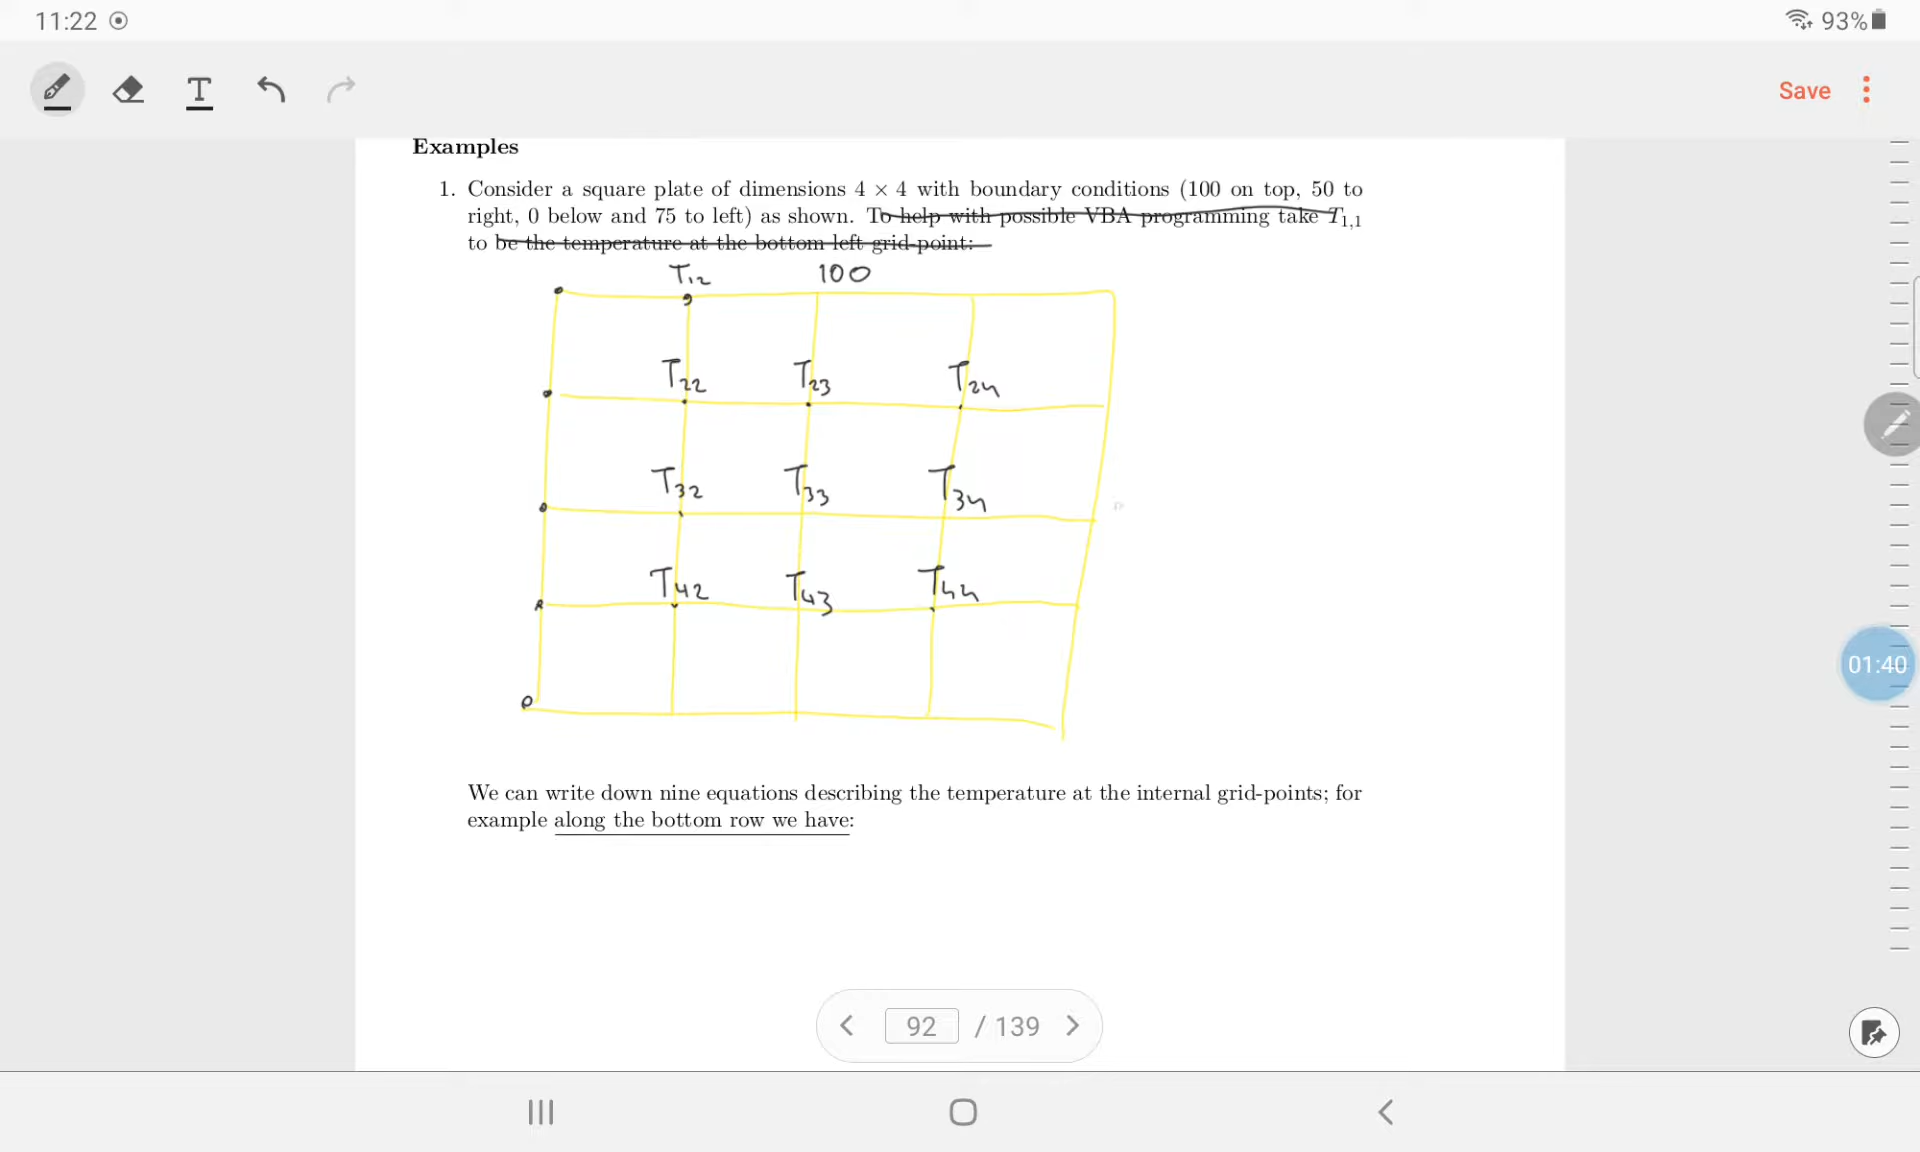 11:22
93%
T
Save
Examples
1. Consider a square plate of dimensions 4 × 4 with boundary conditions (100 on top, 50 to
right, 0 below and 75 to left) as shown. To help with possible VBA programming take T1,1
to be the temperature at the bottom left grid-point:
T12 100
T22 T23 T24
T32 T33 T34
T42 T43 T44
01:40
We can write down nine equations describing the temperature at the internal grid-points; for
example along the bottom row we have:
92 / 139